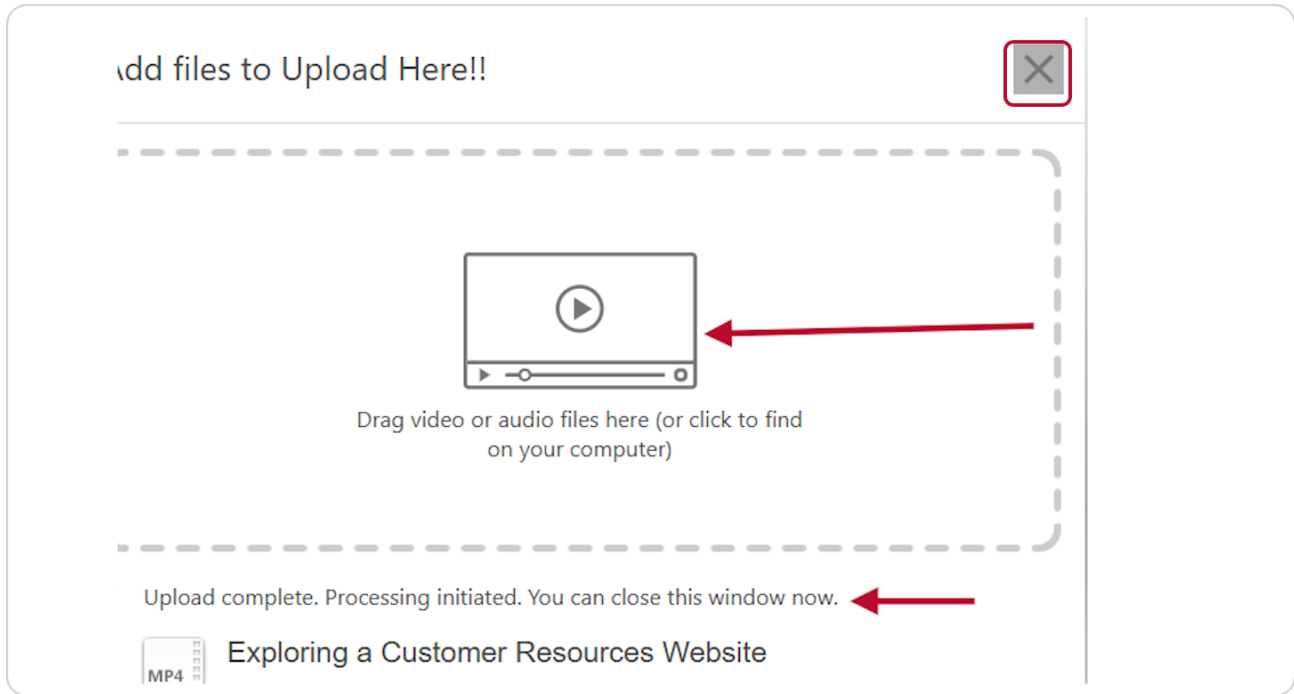 Add files to Upload Here!!
Drag video or audio files here (or click to find
on your computer)
Upload complete. Processing initiated. You can close this window now.
Exploring a Customer Resources Website
MP4